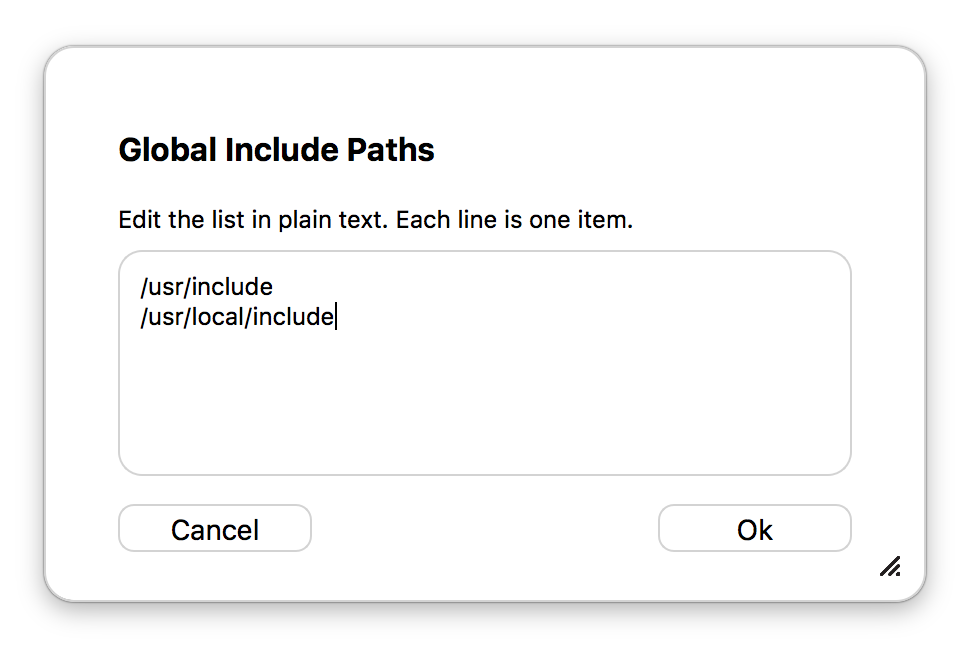 Global Include Paths
Edit the list in plain text. Each line is one item.
/usr/include
/usr/local/include
Cancel
Ok